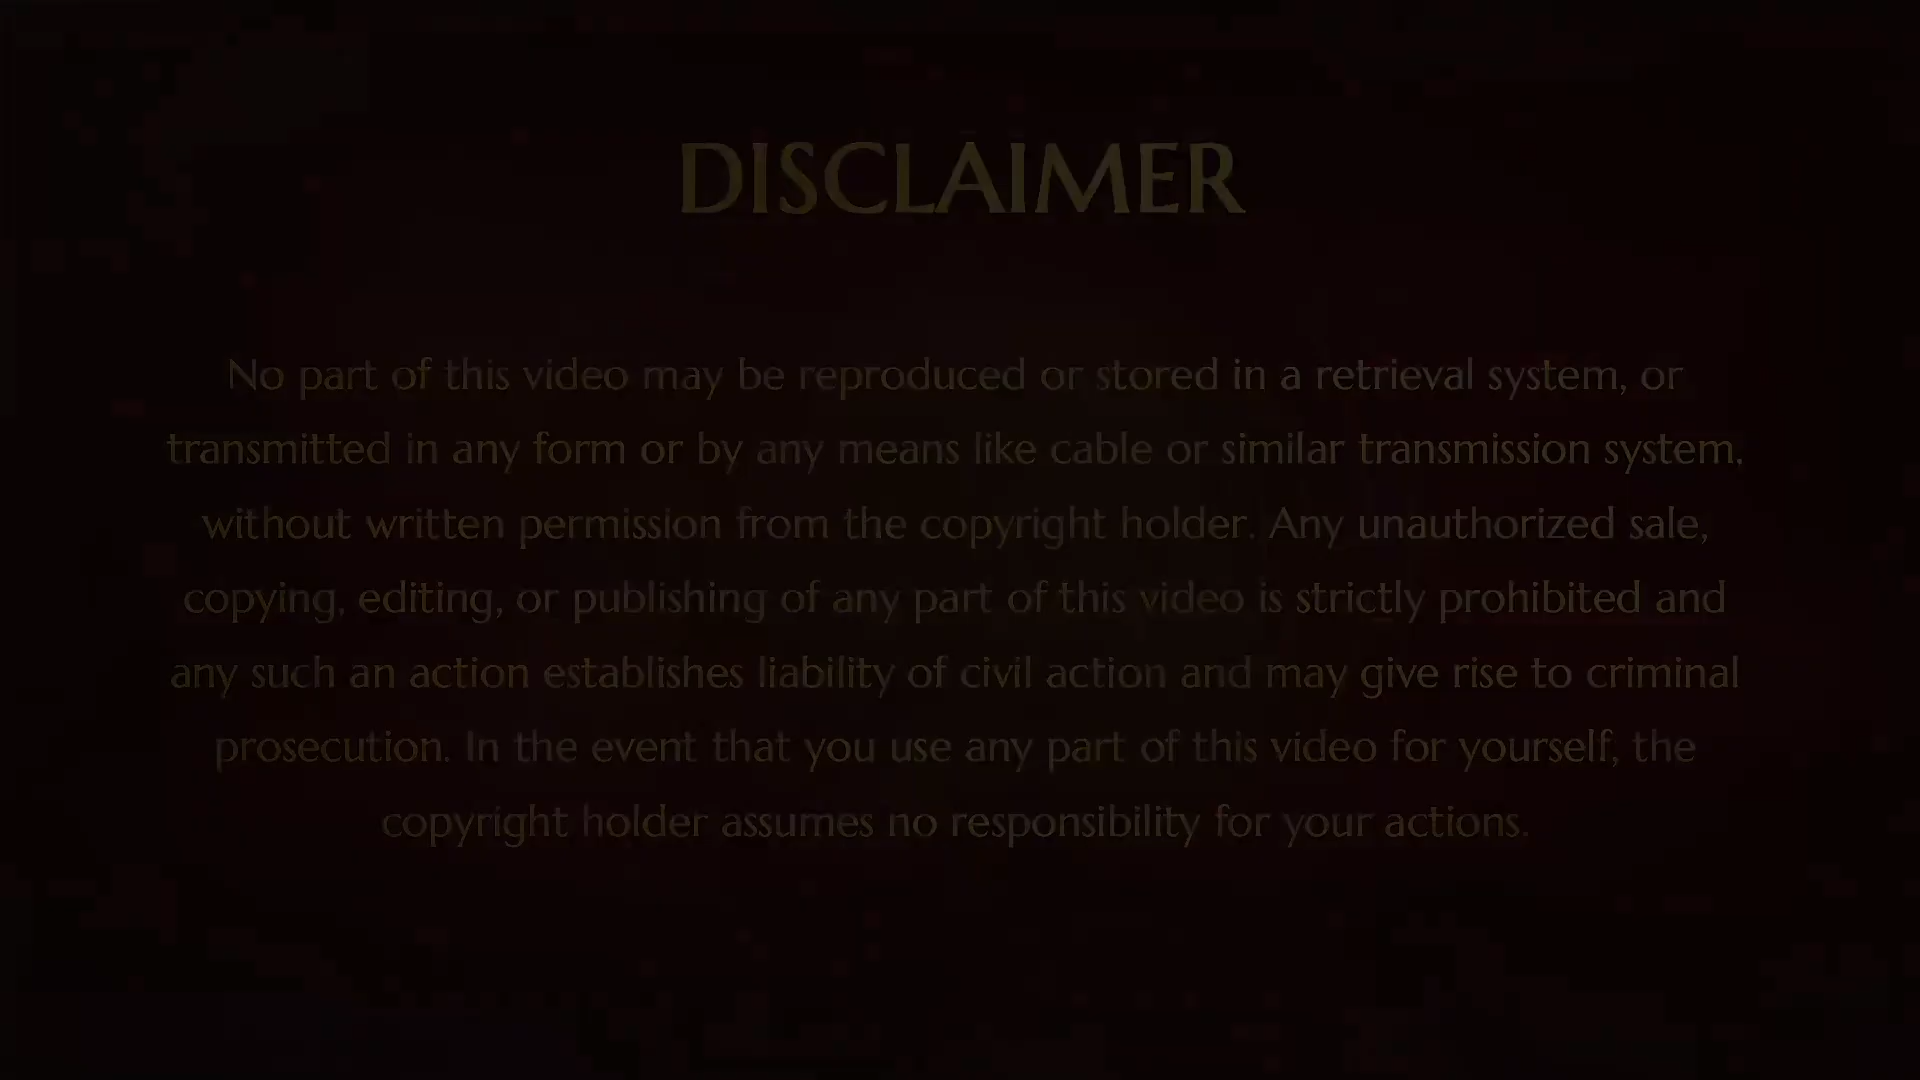 DISCLAIMER
No part of this video may be reproduced or stored in a retrieval system, or
transmitted in any form or by any means like cable or similar transmission system,
without written permission from the copyright holder. Any unauthorized sale,
copying, editing, or publishing of any part of this video is strictly prohibited and
any such an action establishes liability of civil action and may give rise to criminal
prosecution. In the event that you use any part of this video for yourself, the
copyright holder assumes no responsibility for your actions.